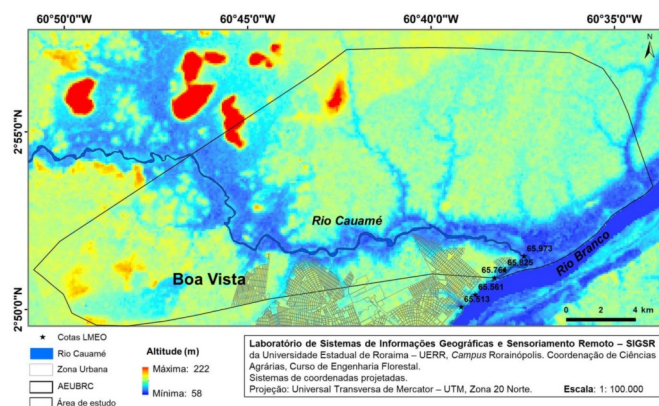 60°50'0"W 60°45'0"W 60°40'0"W 60°35'0"W
N
2°55'0"N
2°50'0"N
Rio Cauamé
Boa Vista
Rio Branco
65.973
65.825
65.764
65.561
65.513
0 2 4 km
Cotas LMEO
Rio Cauamé
Zona Urbana
AEUBRC
Área de estudo
Altitude (m)
Máxima: 222
Mínima: 58
Laboratório de Sistemas de Informações Geográficas e Sensoriamento Remoto – SIGSR
da Universidade Estadual de Roraima – UERR, Campus Rorainópolis. Coordenação de Ciências
Agrárias, Curso de Engenharia Florestal.
Sistemas de coordenadas projetadas.
Projeção: Universal Transversa de Mercator – UTM, Zona 20 Norte. Escala: 1: 100.000